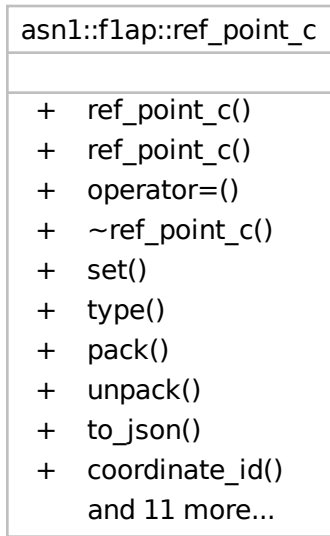 asn1::f1ap::ref_point_c
+ ref_point_c()
+ ref_point_c()
+ operator=()
+ ~ref_point_c()
+ set()
+ type()
+ pack()
+ unpack()
+ to_json()
+ coordinate_id()
and 11 more...